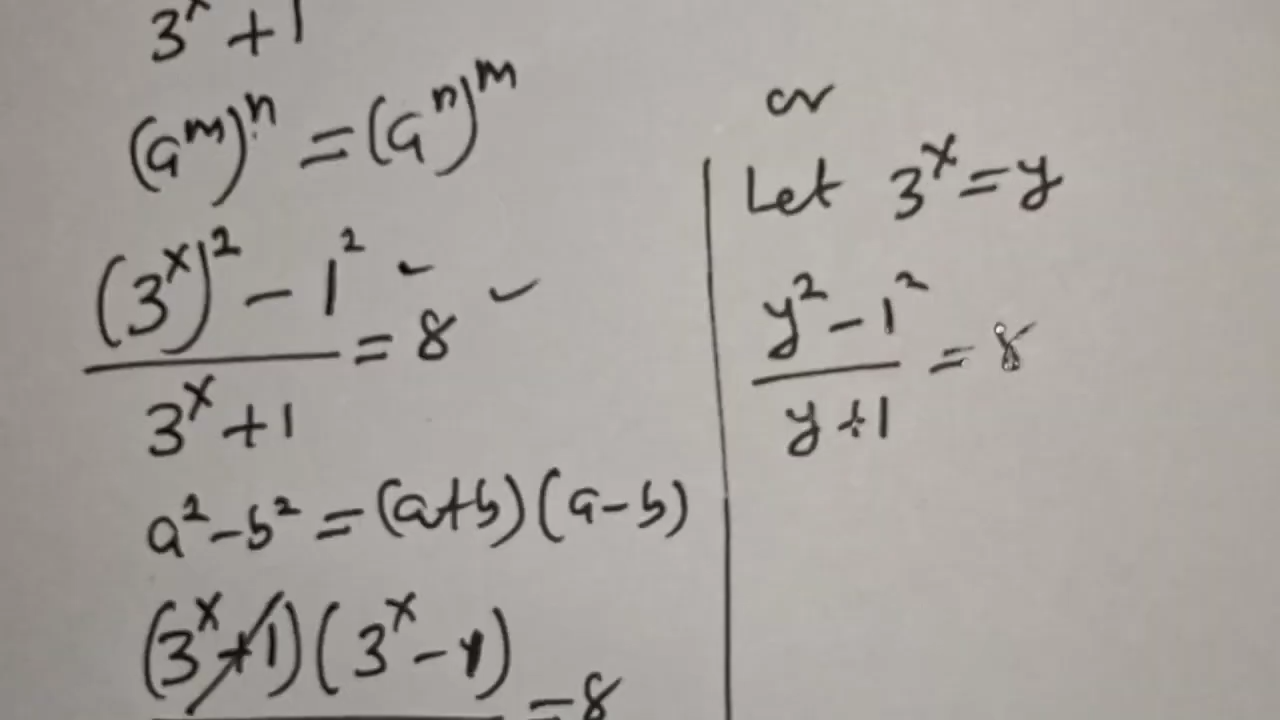 3^x + 1
(a^m)^n = (a^n)^m
(3^x)^2 - 1^2
= 8
3^x + 1
a^2 - b^2 = (a+b)(a-b)
(3^x+1)(3^x-1)
= 8
or
Let 3^x = y
y^2 - 1^2
= 8
y + 1